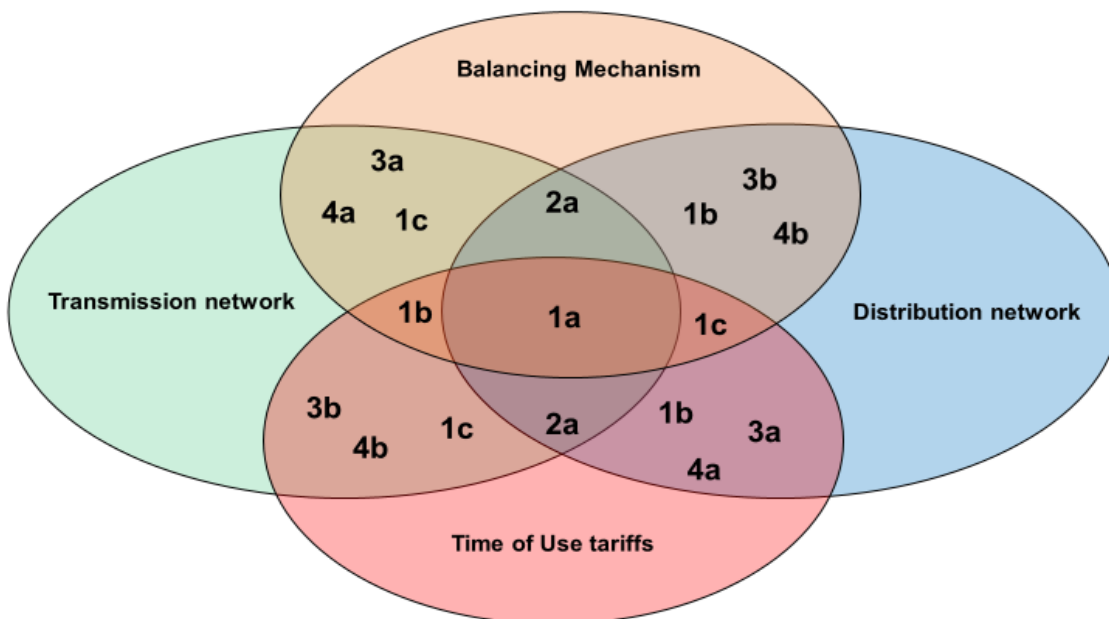 Balancing Mechanism
3a
3b
2a
4a
1c
1b
4b
Transmission network
1b
1a
1c
Distribution network
3b
4b
1c
2a
1b
3a
4a
Time of Use tariffs